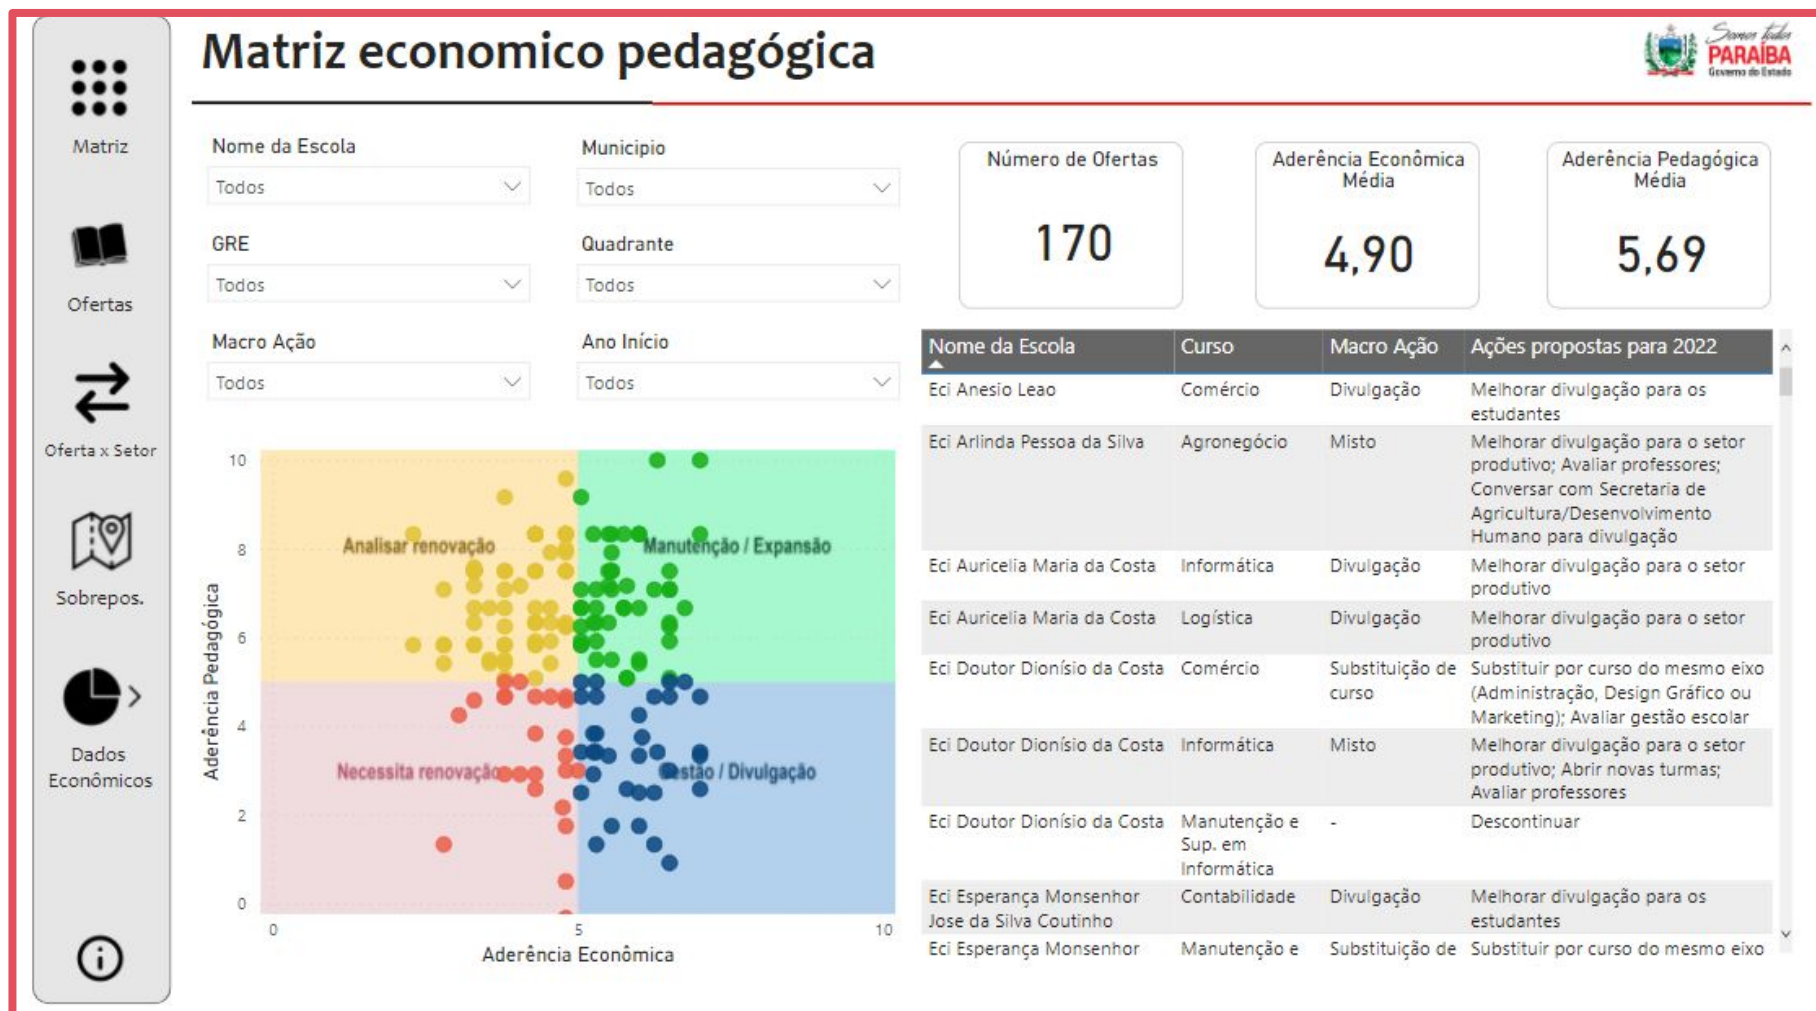 Matriz economico pedagógica
Somos todos
PARAÍBA
Governo do Estado
Matriz
Ofertas
Oferta x Setor
Sobrepos.
Dados
Econômicos
Nome da Escola
Todos
Municipio
Todos
GRE
Todos
Quadrante
Todos
Macro Ação
Todos
Ano Início
Todos
Número de Ofertas
170
Aderência Econômica
Média
4,90
Aderência Pedagógica
Média
5,69
Aderência Pedagógica
10
8
6
4
2
0
Analisar renovação
Manutenção / Expansão
Necessita renovação
Gestão / Divulgação
0
5
10
Aderência Econômica
Nome da Escola Curso Macro Ação Ações propostas para 2022
Eci Anesio Leao Comércio Divulgação Melhorar divulgação para os
estudantes
Eci Arlinda Pessoa da Silva Agronegócio Misto Melhorar divulgação para o setor
produtivo; Avaliar professores;
Conversar com Secretaria de
Agricultura/Desenvolvimento
Humano para divulgação
Eci Auricelia Maria da Costa Informática Divulgação Melhorar divulgação para o setor
produtivo
Eci Auricelia Maria da Costa Logística Divulgação Melhorar divulgação para o setor
produtivo
Eci Doutor Dionísio da Costa Comércio Substituição de Substituir por curso do mesmo eixo
curso (Administração, Design Gráfico ou
Marketing); Avaliar gestão escolar
Eci Doutor Dionísio da Costa Informática Misto Melhorar divulgação para o setor
produtivo; Abrir novas turmas;
Avaliar professores
Eci Doutor Dionísio da Costa Manutenção e - Descontinuar
Sup. em
Informática
Eci Esperança Monsenhor Contabilidade Divulgação Melhorar divulgação para os
Jose da Silva Coutinho estudantes
Eci Esperança Monsenhor Manutenção e Substituição de Substituir por curso do mesmo eixo